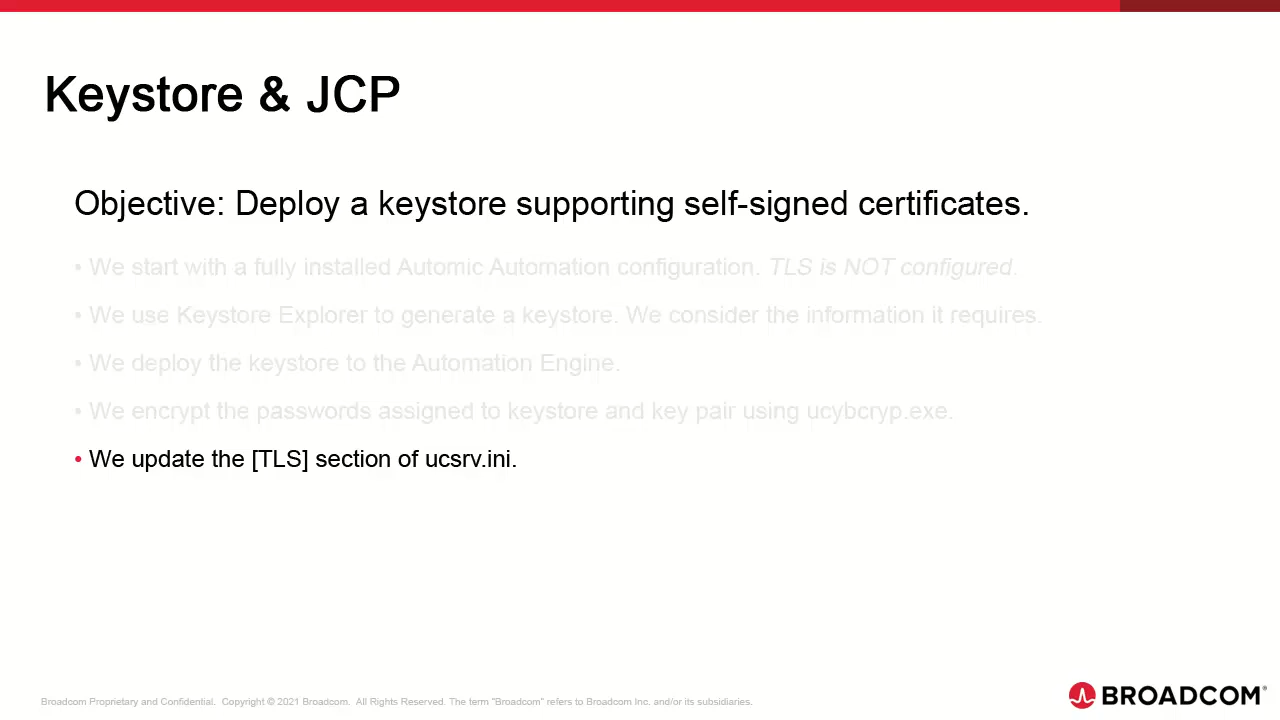 Keystore & JCP
Objective: Deploy a keystore supporting self-signed certificates.
• We start with a fully installed Automic Automation configuration. TLS is NOT configured.
• We use Keystore Explorer to generate a keystore. We consider the information it requires.
• We deploy the keystore to the Automation Engine.
• We encrypt the passwords assigned to keystore and key pair using ucybcryp.exe.
• We update the [TLS] section of ucsrv.ini.
Broadcom Proprietary and Confidential. Copyright © 2021 Broadcom. All Rights Reserved. The term "Broadcom" refers to Broadcom Inc. and/or its subsidiaries.
BROADCOM®